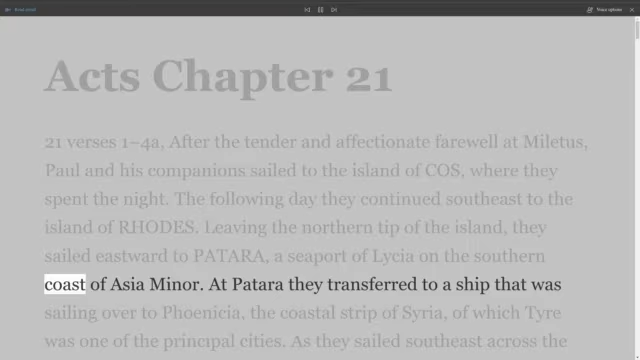 Read aloud
Voice options
Acts Chapter 21
21 verses 1–4a, After the tender and affectionate farewell at Miletus,
Paul and his companions sailed to the island of COS, where they
spent the night. The following day they continued southeast to the
island of RHODES. Leaving the northern tip of the island, they
sailed eastward to PATARA, a seaport of Lycia on the southern
coast of Asia Minor. At Patara they transferred to a ship that was
sailing over to Phoenicia, the coastal strip of Syria, of which Tyre
was one of the principal cities. As they sailed southeast across the